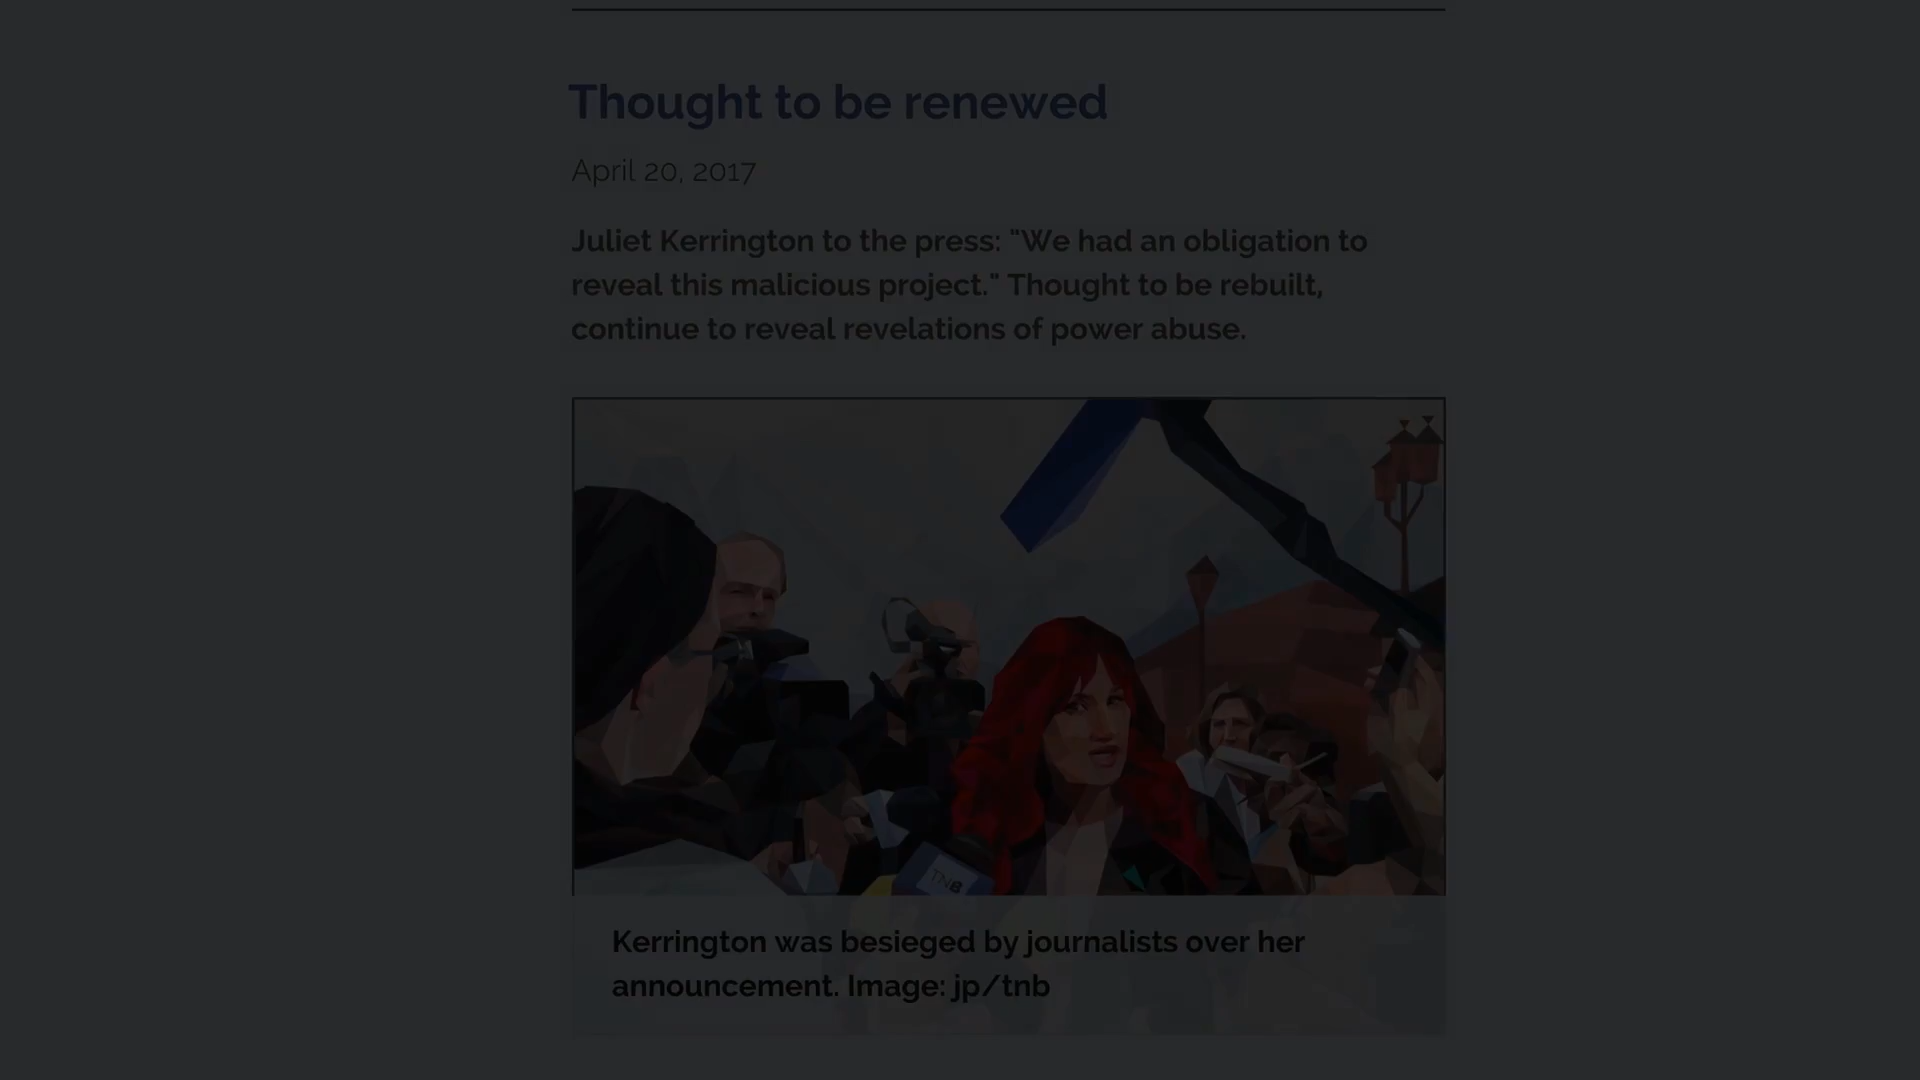 Thought to be renewed
April 20, 2017
Juliet Kerrington to the press: "We had an obligation to
reveal this malicious project." Thought to be rebuilt,
continue to reveal revelations of power abuse.
TNB
Kerrington was besieged by journalists over her
announcement. Image: jp/tnb